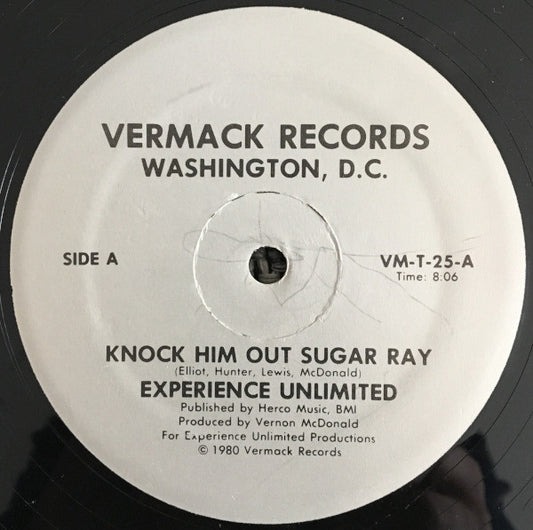 VERMACK RECORDS
WASHINGTON, D.C.
SIDE A
VM-T-25-A
Time: 8:06
KNOCK HIM OUT SUGAR RAY
(Elliot, Hunter, Lewis, McDonald)
EXPERIENCE UNLIMITED
Published by Herco Music, BMI
Produced by Vernon McDonald
For Experience Unlimited Productions
© 1980 Vermack Records